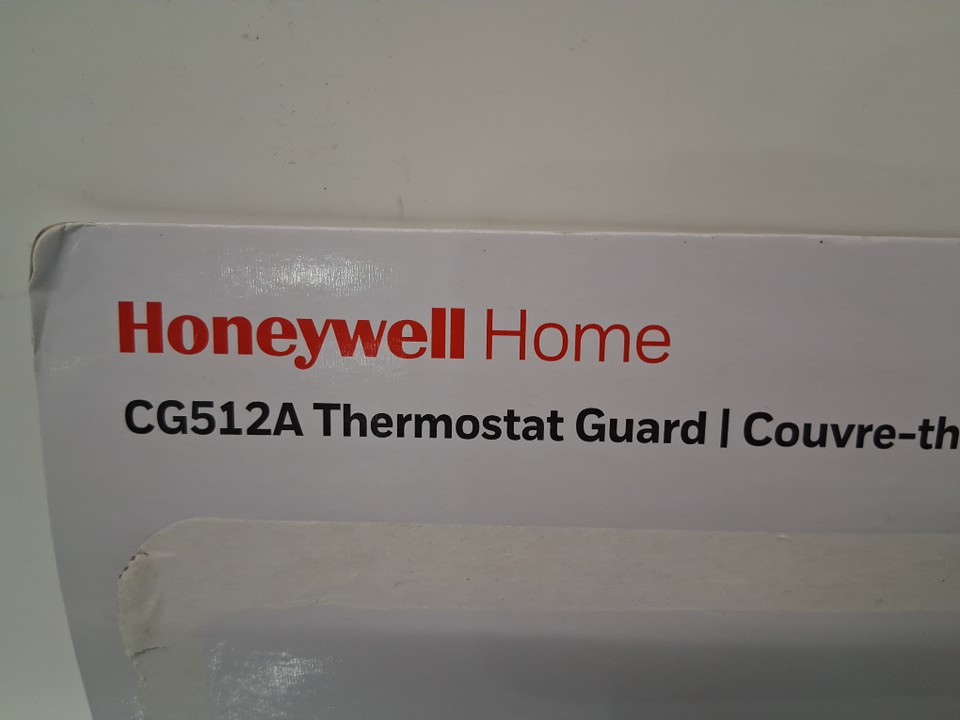 Honeywell Home
CG512A Thermostat Guard | Couvre-th